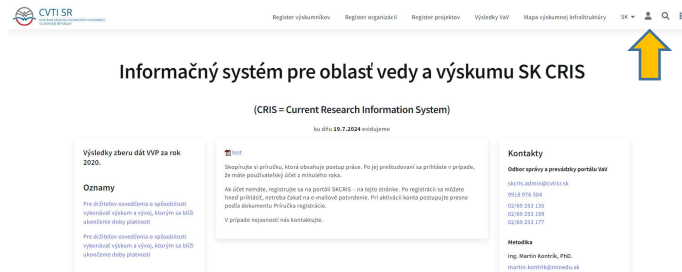 CVTI SR
CENTRUM VEDECKO-TECHNICKÝCH INFORMÁCIÍ
SLOVENSKEJ REPUBLIKY
Register výskumníkov Register organizácií Register projektov Výsledky VaV Mapa výskumnej infraštruktúry SK
Informačný systém pre oblasť vedy a výskumu SK CRIS
(CRIS = Current Research Information System)
ku dňu 19.7.2024 evidujeme
Výsledky zberu dát VVP za rok
2020.
Oznamy
Pre držiteľov osvedčenia o spôsobilosti
vykonávať výskum a vývoj, ktorým sa blíži
ukončenie doby platnosti
Pre držiteľov osvedčenia o spôsobilosti
vykonávať výskum a vývoj, ktorým sa blíži
ukončenie doby platnosti
test
Skopírujte si príručku, ktorá obsahuje postup práce. Po jej preštudovaní sa prihláste v prípade,
že máte používateľský účet z minulého roka.
Ak účet nemáte, registrujte sa na portáli SKCRIS – na tejto stránke. Po registrácii sa môžete
hneď prihlásiť, netreba čakať na e-mailové potvrdenie. Pri aktivácii konta postupujte presne
podľa dokumentu Príručka registrácie.
V prípade nejasností nás kontaktujte.
Kontakty
Odbor správy a prevádzky portálu VaV
skcris.admin@cvtisr.sk
0918 976 304
02/69 253 135
02/69 253 199
02/69 253 177
Metodika
Ing. Martin Kontrík, PhD.
martin.kontrik@minedu.sk